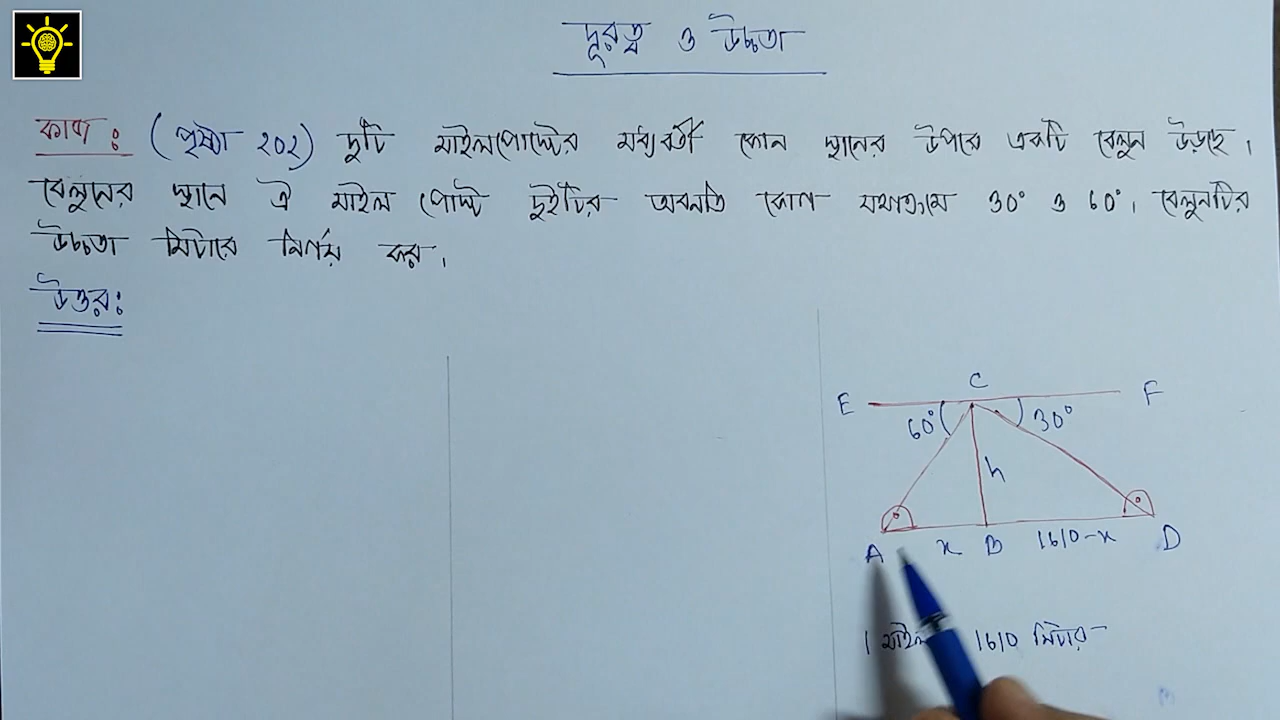 দূরত্ব ও উচ্চতা
কাজ : (পৃষ্ঠা ২০২) দুটি মাইলপোস্টের মধ্যবর্তী কোন স্থানের উপরে একটি বেলুন উড়ছে।
বেলুনের স্থানে ঐ মাইল পোস্ট দুইটির অবনতি কোণ যথাক্রমে 30° ও 60°। বেলুনটির
উচ্চতা মিটারে নির্ণয় কর।
উত্তর:
C
E F
60° 30°
h
A x B 1610-x D
1 মাইল 1610 মিটার